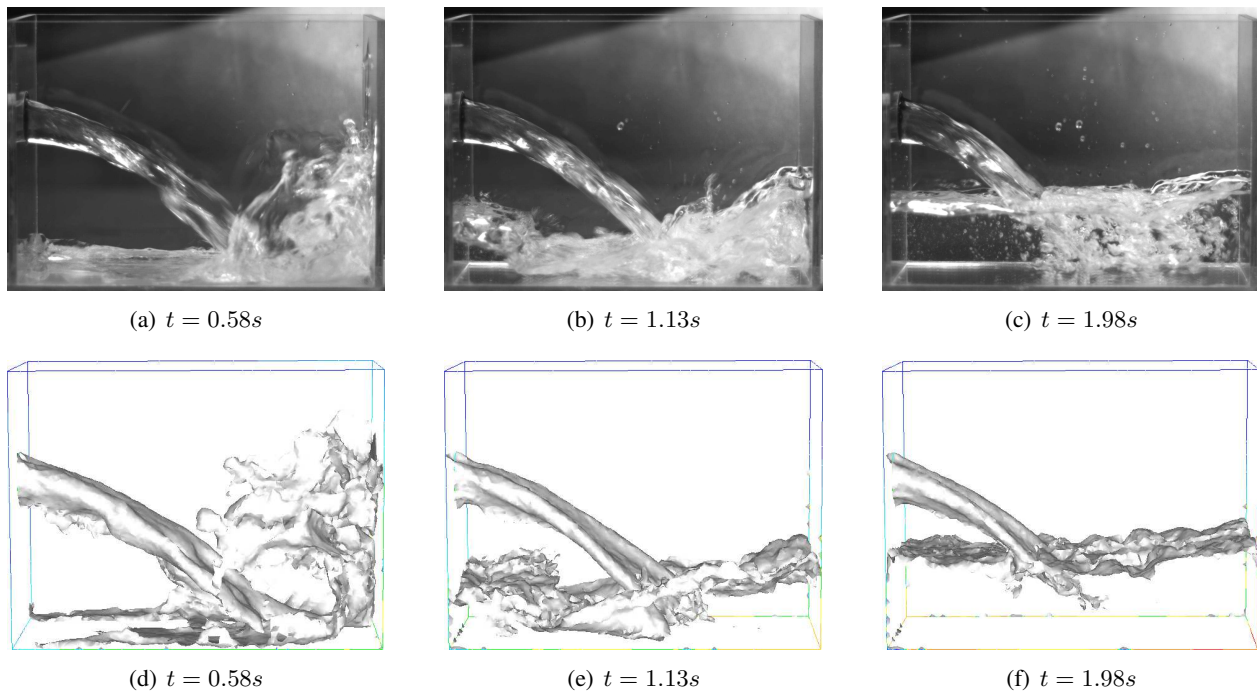 (a) t = 0.58s
(b) t = 1.13s
(c) t = 1.98s
(d) t = 0.58s
(e) t = 1.13s
(f) t = 1.98s